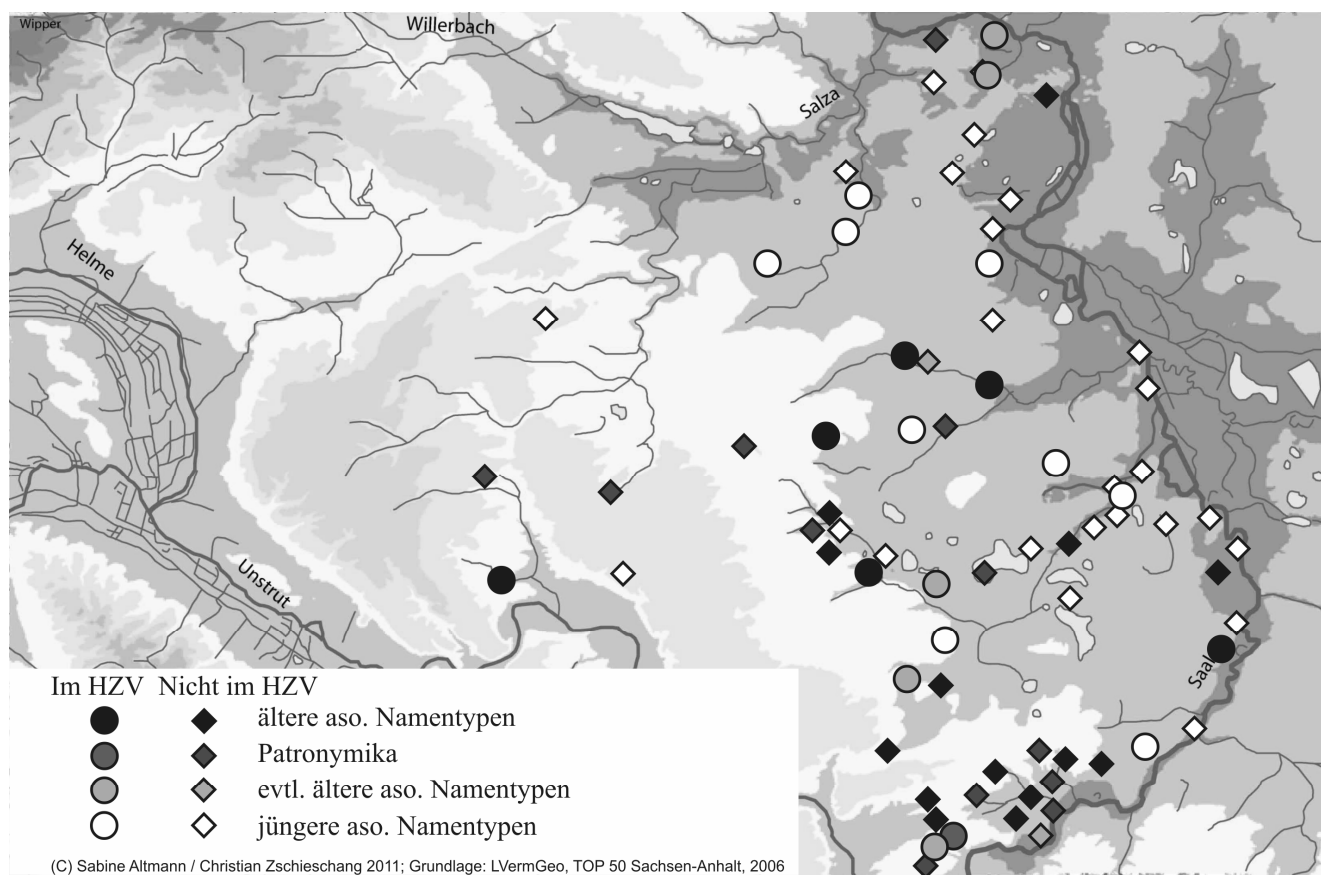 Wipper
Willerbach
Salza
Helme
Unstrut
Saale
Im HZV Nicht im HZV
ältere aso. Namentypen
Patronymika
evtl. ältere aso. Namentypen
jüngere aso. Namentypen
(C) Sabine Altmann / Christian Zschieschang 2011; Grundlage: LVermGeo, TOP 50 Sachsen-Anhalt, 2006